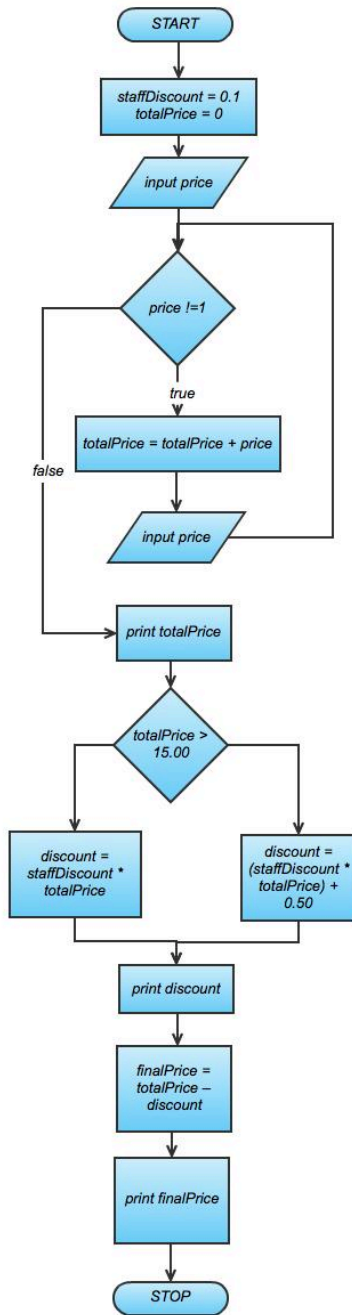 START
staffDiscount = 0.1
totalPrice = 0
input price
price !=1
true
totalPrice = totalPrice + price
false
input price
print totalPrice
totalPrice >
15.00
discount =
staffDiscount *
totalPrice
discount =
(staffDiscount *
totalPrice) +
0.50
print discount
finalPrice =
totalPrice –
discount
print finalPrice
STOP